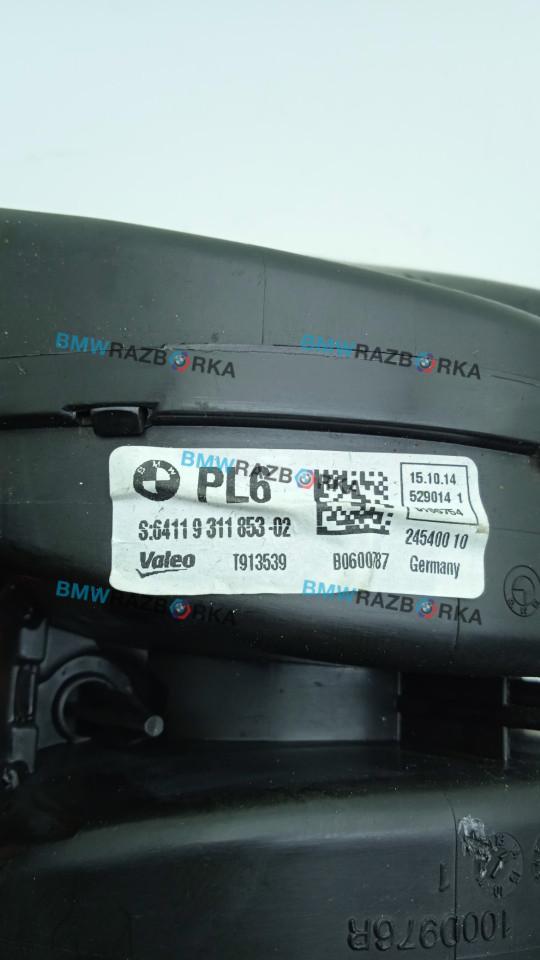 BMWRAZBORKA
BMWRAZBORKA
BMW PL6
BMWRAZBORKA
15.10.14
529014 1
S:6411 9 311 853-02
245400 10
Valeo T913539 B060087 Germany
BMWRAZBORKA
BMWRAZBORKA
1
100D976R